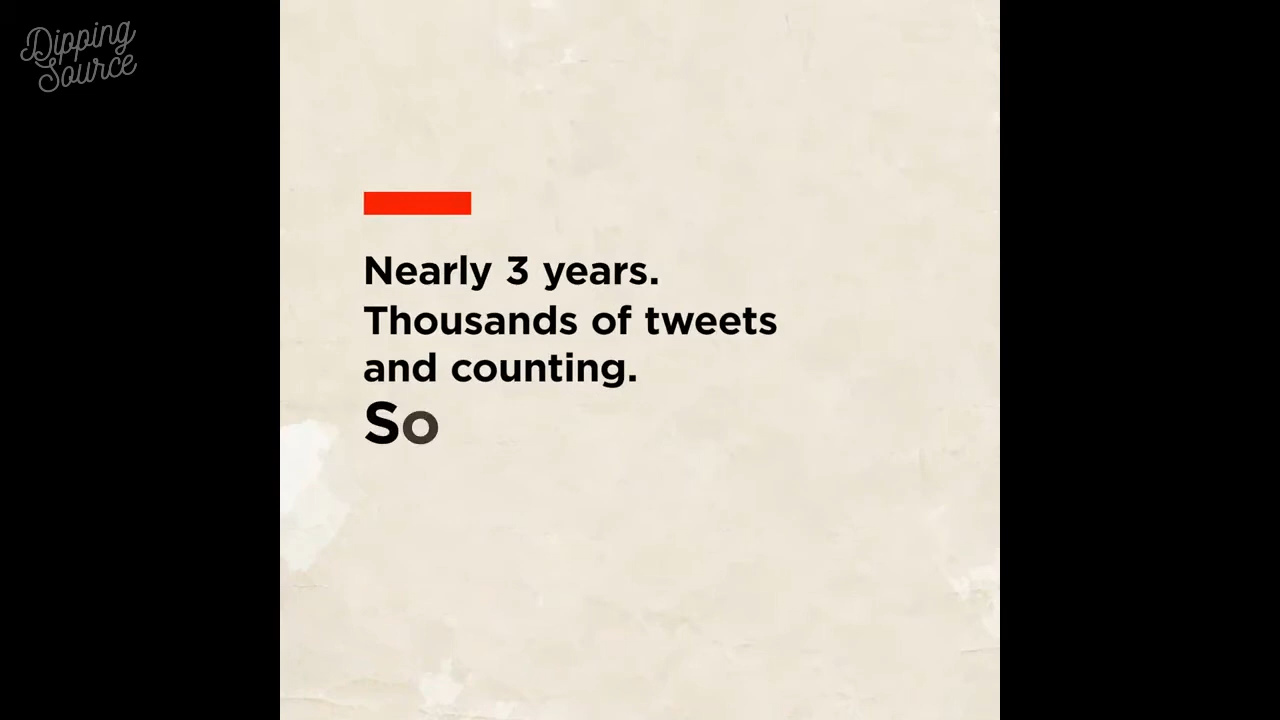 Dipping
Source
Nearly 3 years.
Thousands of tweets
and counting.
So